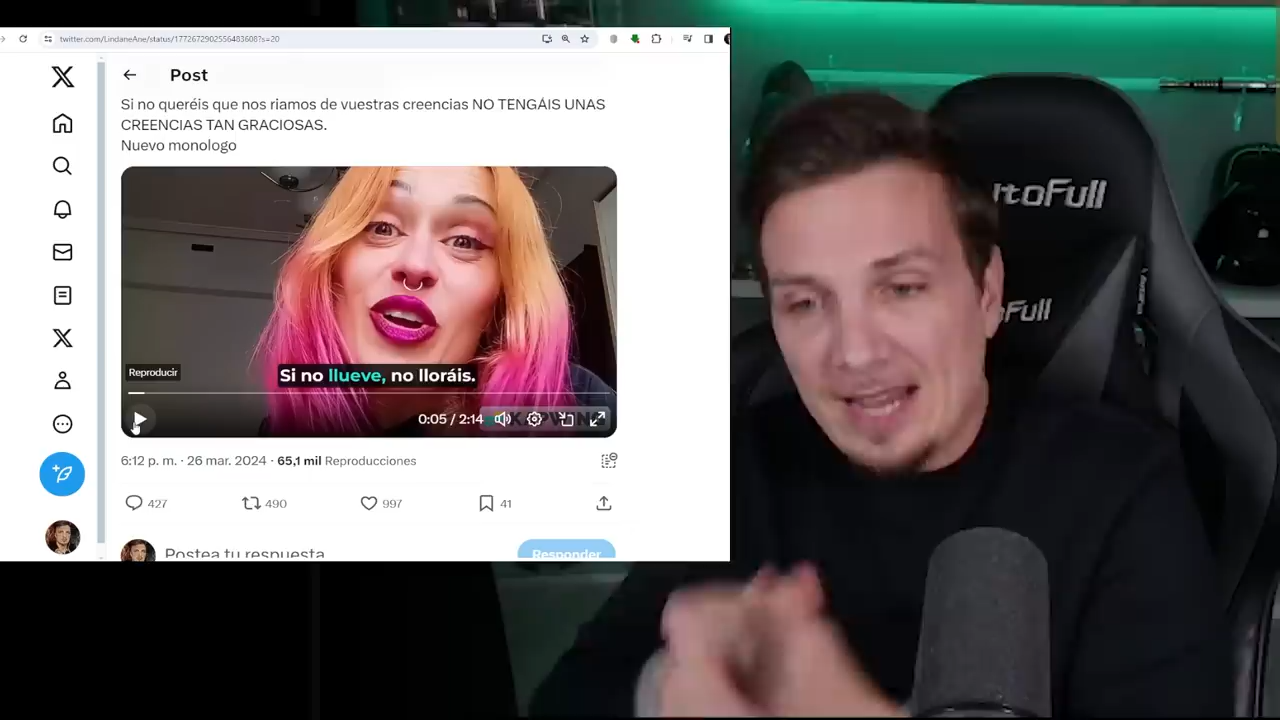 twitter.com/LindaneAne/status/1772672902556483608?s=20
Post
Si no queréis que nos riamos de vuestras creencias NO TENGÁIS UNAS
CREENCIAS TAN GRACIOSAS.
Nuevo monologo
Reproducir
Si no llueve, no lloráis.
0:05 / 2:14
6:12 p. m. · 26 mar. 2024 · 65,1 mil Reproducciones
427
490
997
41
Postea tu respuesta
Responder
utoFull
Full